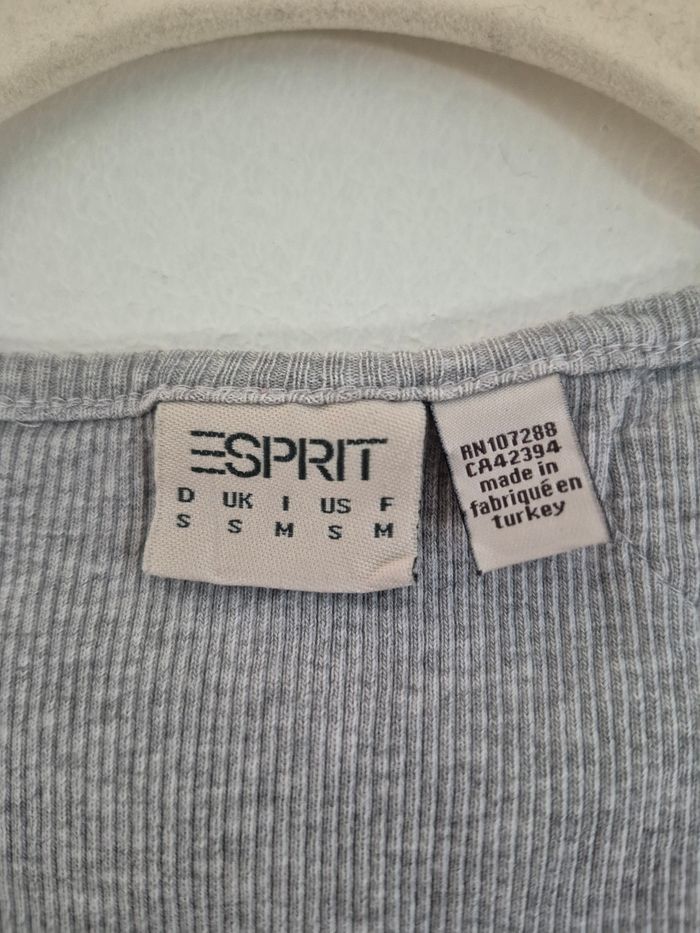 ESPRIT
D UK I US F
S S M S M
RN107288
CA42394
made in
fabriqué en
turkey